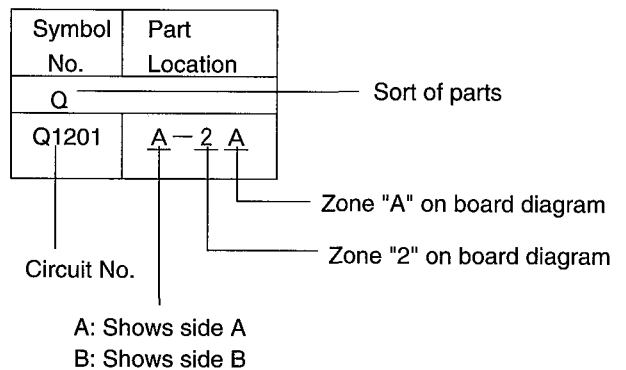 Symbol No.
Part Location
Q
Sort of parts
Q1201
A — 2 A
Zone "A" on board diagram
Zone "2" on board diagram
Circuit No.
A: Shows side A
B: Shows side B